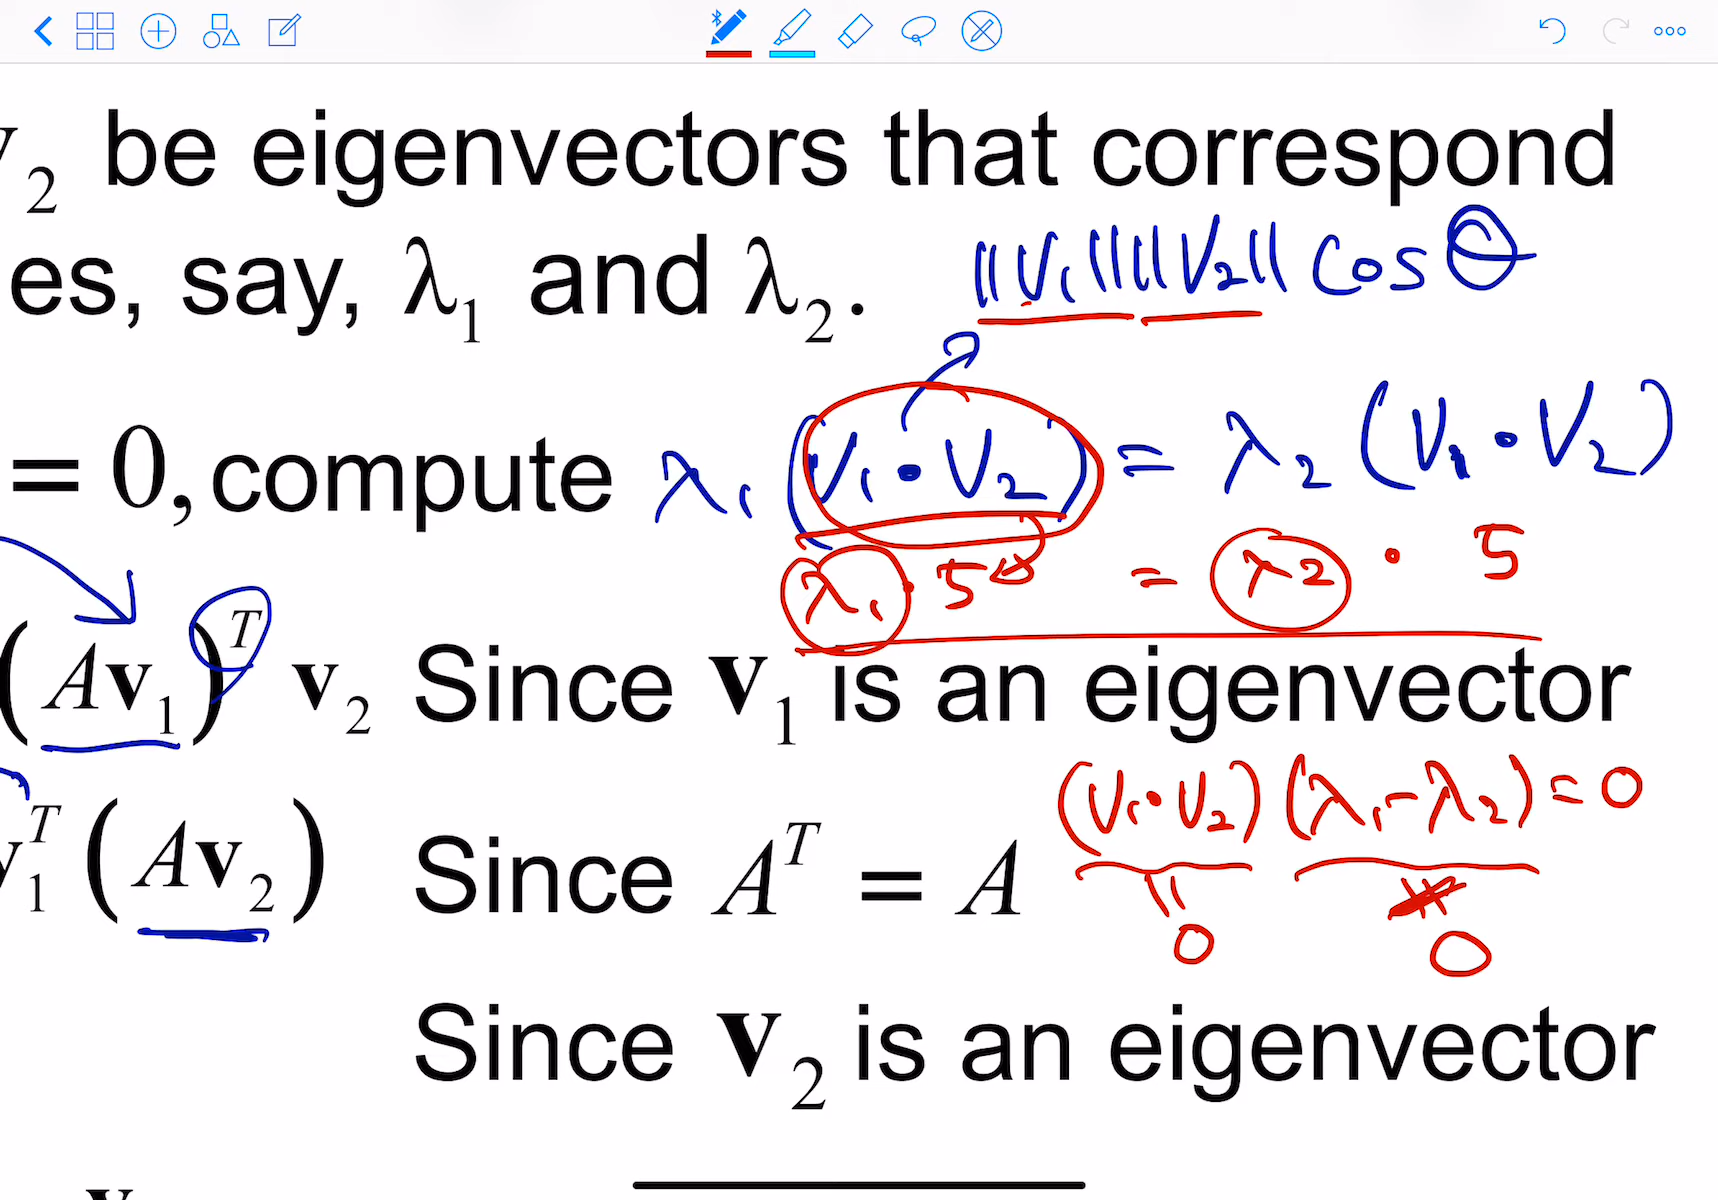 v₂ be eigenvectors that correspond
es, say, λ₁ and λ₂.
||V₁|| ||V₂|| cos θ
= 0, compute λ₁ (V₁ • V₂) = λ₂ (V₁ • V₂)
λ₁ • 5 = λ2 • 5
(Av₁)ᵀ v₂ Since v₁ is an eigenvector
(V₁•V₂) (λ₁-λ₂) = 0
v₁ᵀ (Av₂) Since Aᵀ = A
0 0
Since v₂ is an eigenvector